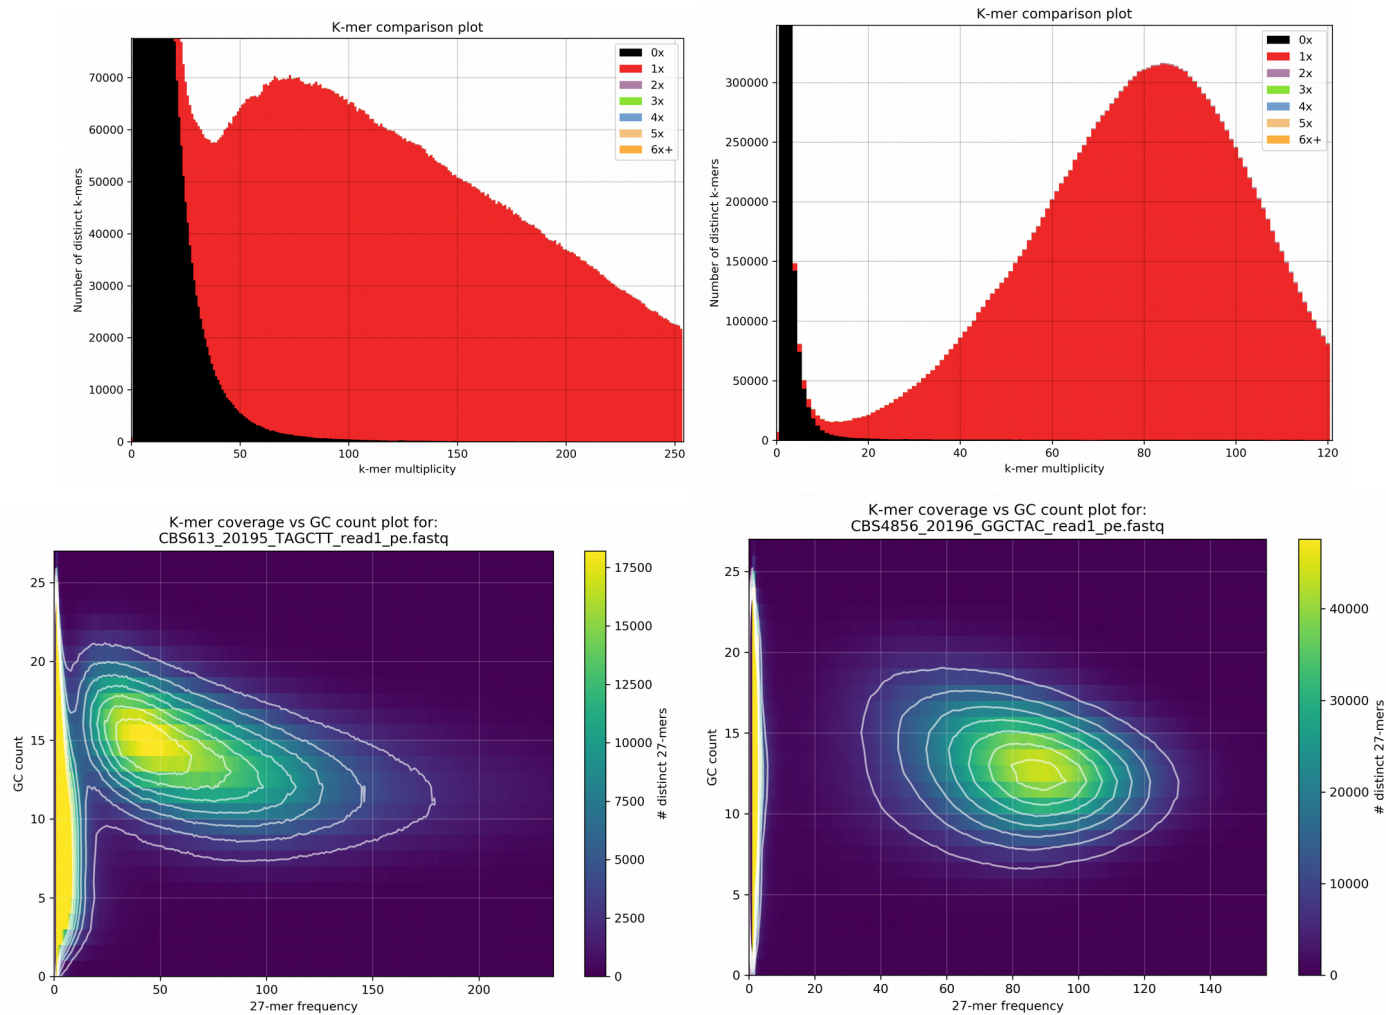 K-mer comparison plot
Number of distinct k-mers
70000
60000
50000
40000
30000
20000
10000
0
0
50
100
150
200
250
k-mer multiplicity
0x
1x
2x
3x
4x
5x
6x+
K-mer comparison plot
Number of distinct k-mers
300000
250000
200000
150000
100000
50000
0
0
20
40
60
80
100
120
k-mer multiplicity
0x
1x
2x
3x
4x
5x
6x+
K-mer coverage vs GC count plot for:
CBS613_20195_TAGCTT_read1_pe.fastq
GC count
25
20
15
10
5
0
0
50
100
150
200
27-mer frequency
17500
15000
12500
10000
7500
5000
2500
0
# distinct 27-mers
K-mer coverage vs GC count plot for:
CBS4856_20196_GGCTAC_read1_pe.fastq
GC count
25
20
15
10
5
0
0
20
40
60
80
100
120
140
27-mer frequency
40000
30000
20000
10000
0
# distinct 27-mers